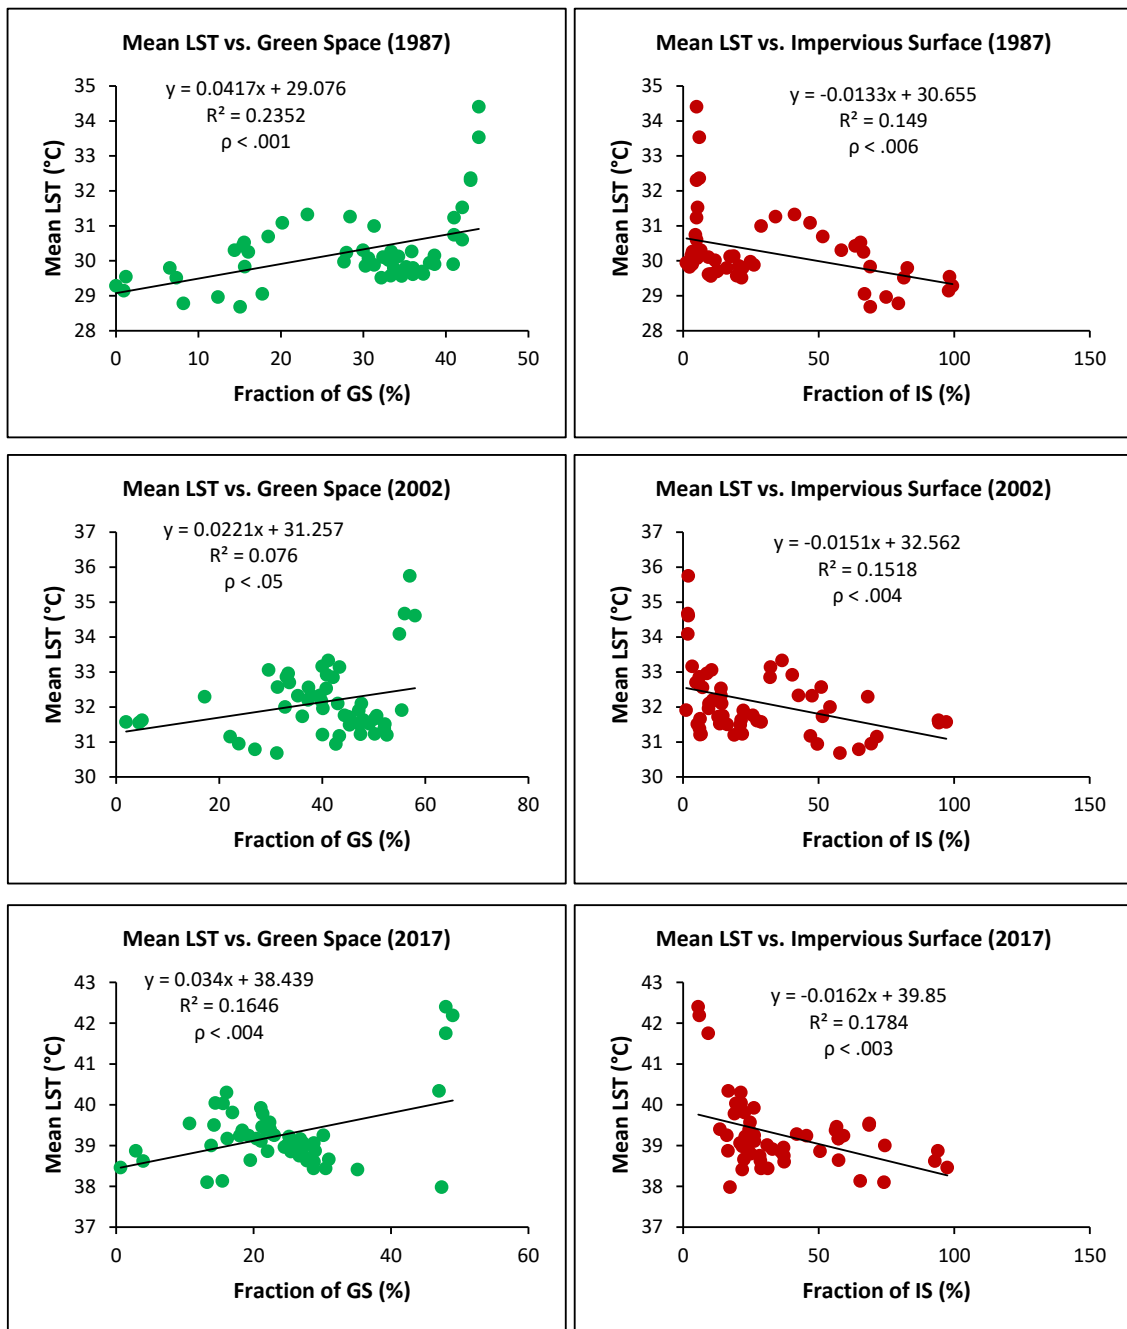 Mean LST vs. Green Space (1987)
y = 0.0417x + 29.076
R² = 0.2352
ρ < .001
35
34
33
32
31
30
29
28
Mean LST (°C)
0 10 20 30 40 50
Fraction of GS (%)
Mean LST vs. Impervious Surface (1987)
y = -0.0133x + 30.655
R² = 0.149
ρ < .006
35
34
33
32
31
30
29
28
Mean LST (°C)
0 50 100 150
Fraction of IS (%)
Mean LST vs. Green Space (2002)
y = 0.0221x + 31.257
R² = 0.076
ρ < .05
37
36
35
34
33
32
31
30
Mean LST (°C)
0 20 40 60 80
Fraction of GS (%)
Mean LST vs. Impervious Surface (2002)
y = -0.0151x + 32.562
R² = 0.1518
ρ < .004
37
36
35
34
33
32
31
30
Mean LST (°C)
0 50 100 150
Fraction of IS (%)
Mean LST vs. Green Space (2017)
y = 0.034x + 38.439
R² = 0.1646
ρ < .004
43
42
41
40
39
38
37
Mean LST (°C)
0 20 40 60
Fraction of GS (%)
Mean LST vs. Impervious Surface (2017)
y = -0.0162x + 39.85
R² = 0.1784
ρ < .003
43
42
41
40
39
38
37
Mean LST (°C)
0 50 100 150
Fraction of IS (%)